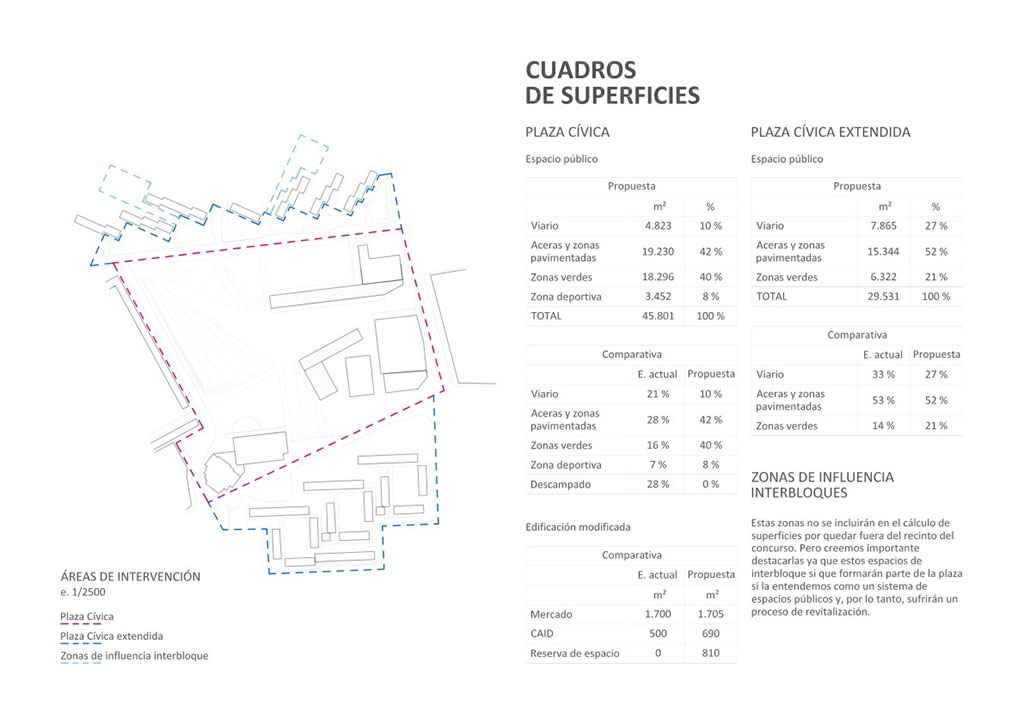 CUADROS
DE SUPERFICIES
PLAZA CÍVICA
Espacio público
Propuesta
m² %
Viario 4.823 10 %
Aceras y zonas
pavimentadas 19.230 42 %
Zonas verdes 18.296 40 %
Zona deportiva 3.452 8 %
TOTAL 45.801 100 %
Comparativa
E. actual Propuesta
Viario 21 % 10 %
Aceras y zonas
pavimentadas 28 % 42 %
Zonas verdes 16 % 40 %
Zona deportiva 7 % 8 %
Descampado 28 % 0 %
Edificación modificada
Comparativa
E. actual Propuesta
m² m²
Mercado 1.700 1.705
CAID 500 690
Reserva de espacio 0 810
PLAZA CÍVICA EXTENDIDA
Espacio público
Propuesta
m² %
Viario 7.865 27 %
Aceras y zonas
pavimentadas 15.344 52 %
Zonas verdes 6.322 21 %
TOTAL 29.531 100 %
Comparativa
E. actual Propuesta
Viario 33 % 27 %
Aceras y zonas
pavimentadas 53 % 52 %
Zonas verdes 14 % 21 %
ZONAS DE INFLUENCIA
INTERBLOQUES
Estas zonas no se incluirán en el cálculo de
superficies por quedar fuera del recinto del
concurso. Pero creemos importante
destacarlas ya que estos espacios de
interbloque si que formarán parte de la plaza
si la entendemos como un sistema de
espacios públicos y, por lo tanto, sufrirán un
proceso de revitalización.
ÁREAS DE INTERVENCIÓN
e. 1/2500
Plaza Cívica
Plaza Cívica extendida
Zonas de influencia interbloque